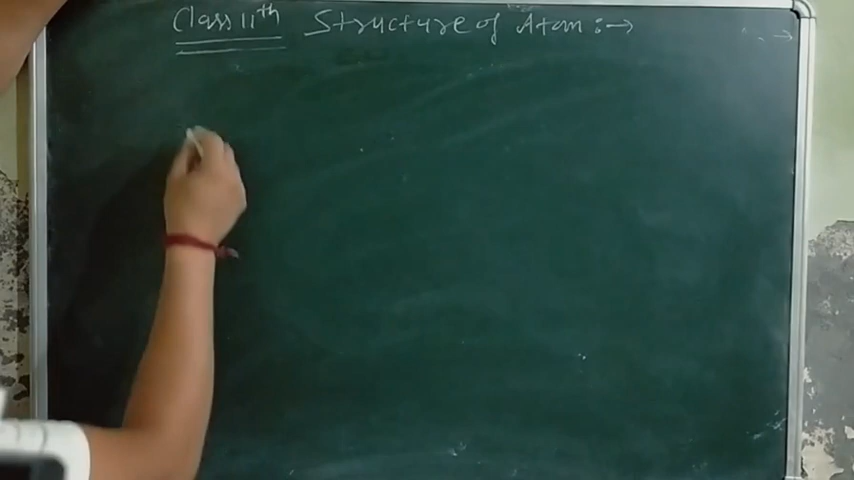 Class 11th Structure of Atom :→